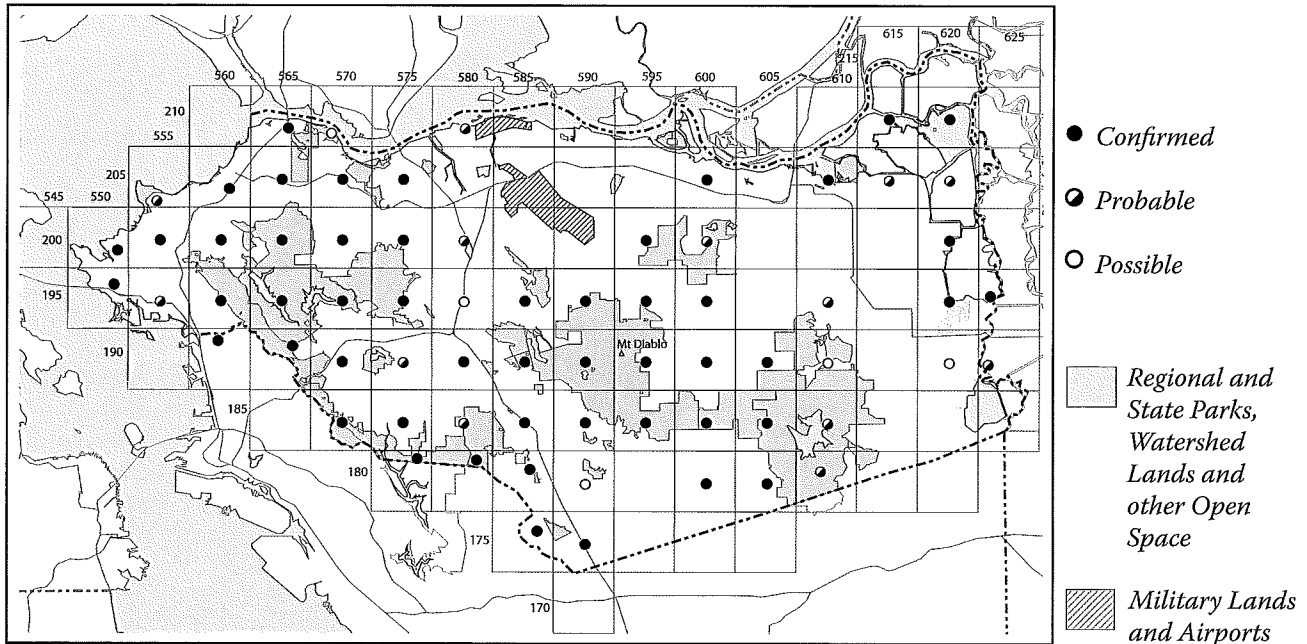 615 620 625
560 565 570 575 580 585 590 595 600 605 610 215
210
555
205
545 550
200
195
190
Mt Diablo
185
180
175
170
Confirmed
Probable
Possible
Regional and
State Parks,
Watershed
Lands and
other Open
Space
Military Lands
and Airports